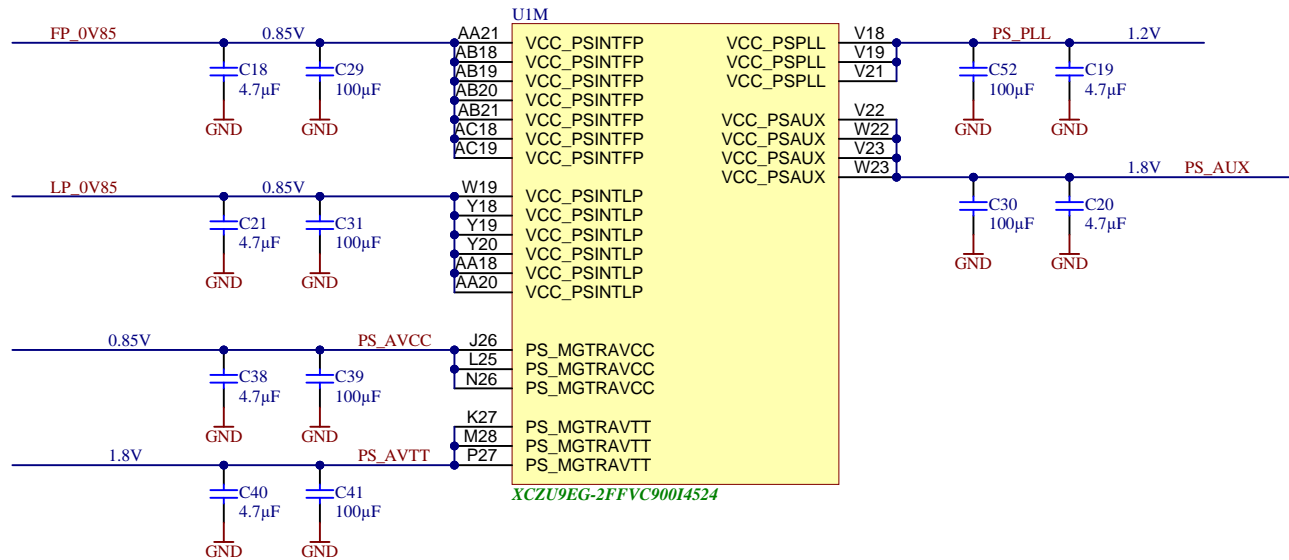 U1M
FP_0V85 0.85V AA21 VCC_PSINTFP VCC_PSPLL V18 PS_PLL 1.2V
AB18 VCC_PSINTFP VCC_PSPLL V19
C18 4.7µF GND
C29 100µF GND
AB19 VCC_PSINTFP VCC_PSPLL V21
C52 100µF GND
C19 4.7µF GND
AB20 VCC_PSINTFP
AB21 VCC_PSINTFP VCC_PSAUX V22
AC18 VCC_PSINTFP VCC_PSAUX W22
AC19 VCC_PSINTFP VCC_PSAUX V23
VCC_PSAUX W23 1.8V PS_AUX
LP_0V85 0.85V W19 VCC_PSINTLP
Y18 VCC_PSINTLP
C21 4.7µF GND
C31 100µF GND
C30 100µF GND
C20 4.7µF GND
Y19 VCC_PSINTLP
Y20 VCC_PSINTLP
AA18 VCC_PSINTLP
AA20 VCC_PSINTLP
0.85V PS_AVCC J26 PS_MGTRAVCC
L25 PS_MGTRAVCC
N26 PS_MGTRAVCC
C38 4.7µF GND
C39 100µF GND
K27 PS_MGTRAVTT
M28 PS_MGTRAVTT
1.8V PS_AVTT P27 PS_MGTRAVTT
C40 4.7µF GND
C41 100µF GND
XCZU9EG-2FFVC900I4524